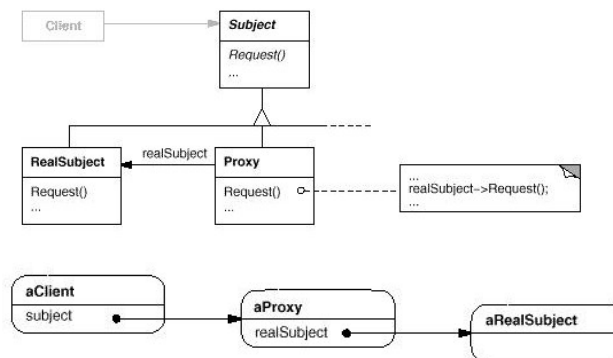 Client
Subject
Request()
...
RealSubject
Request()
...
realSubject
Proxy
Request()
...
...
realSubject->Request();
...
aClient
subject
aProxy
realSubject
aRealSubject